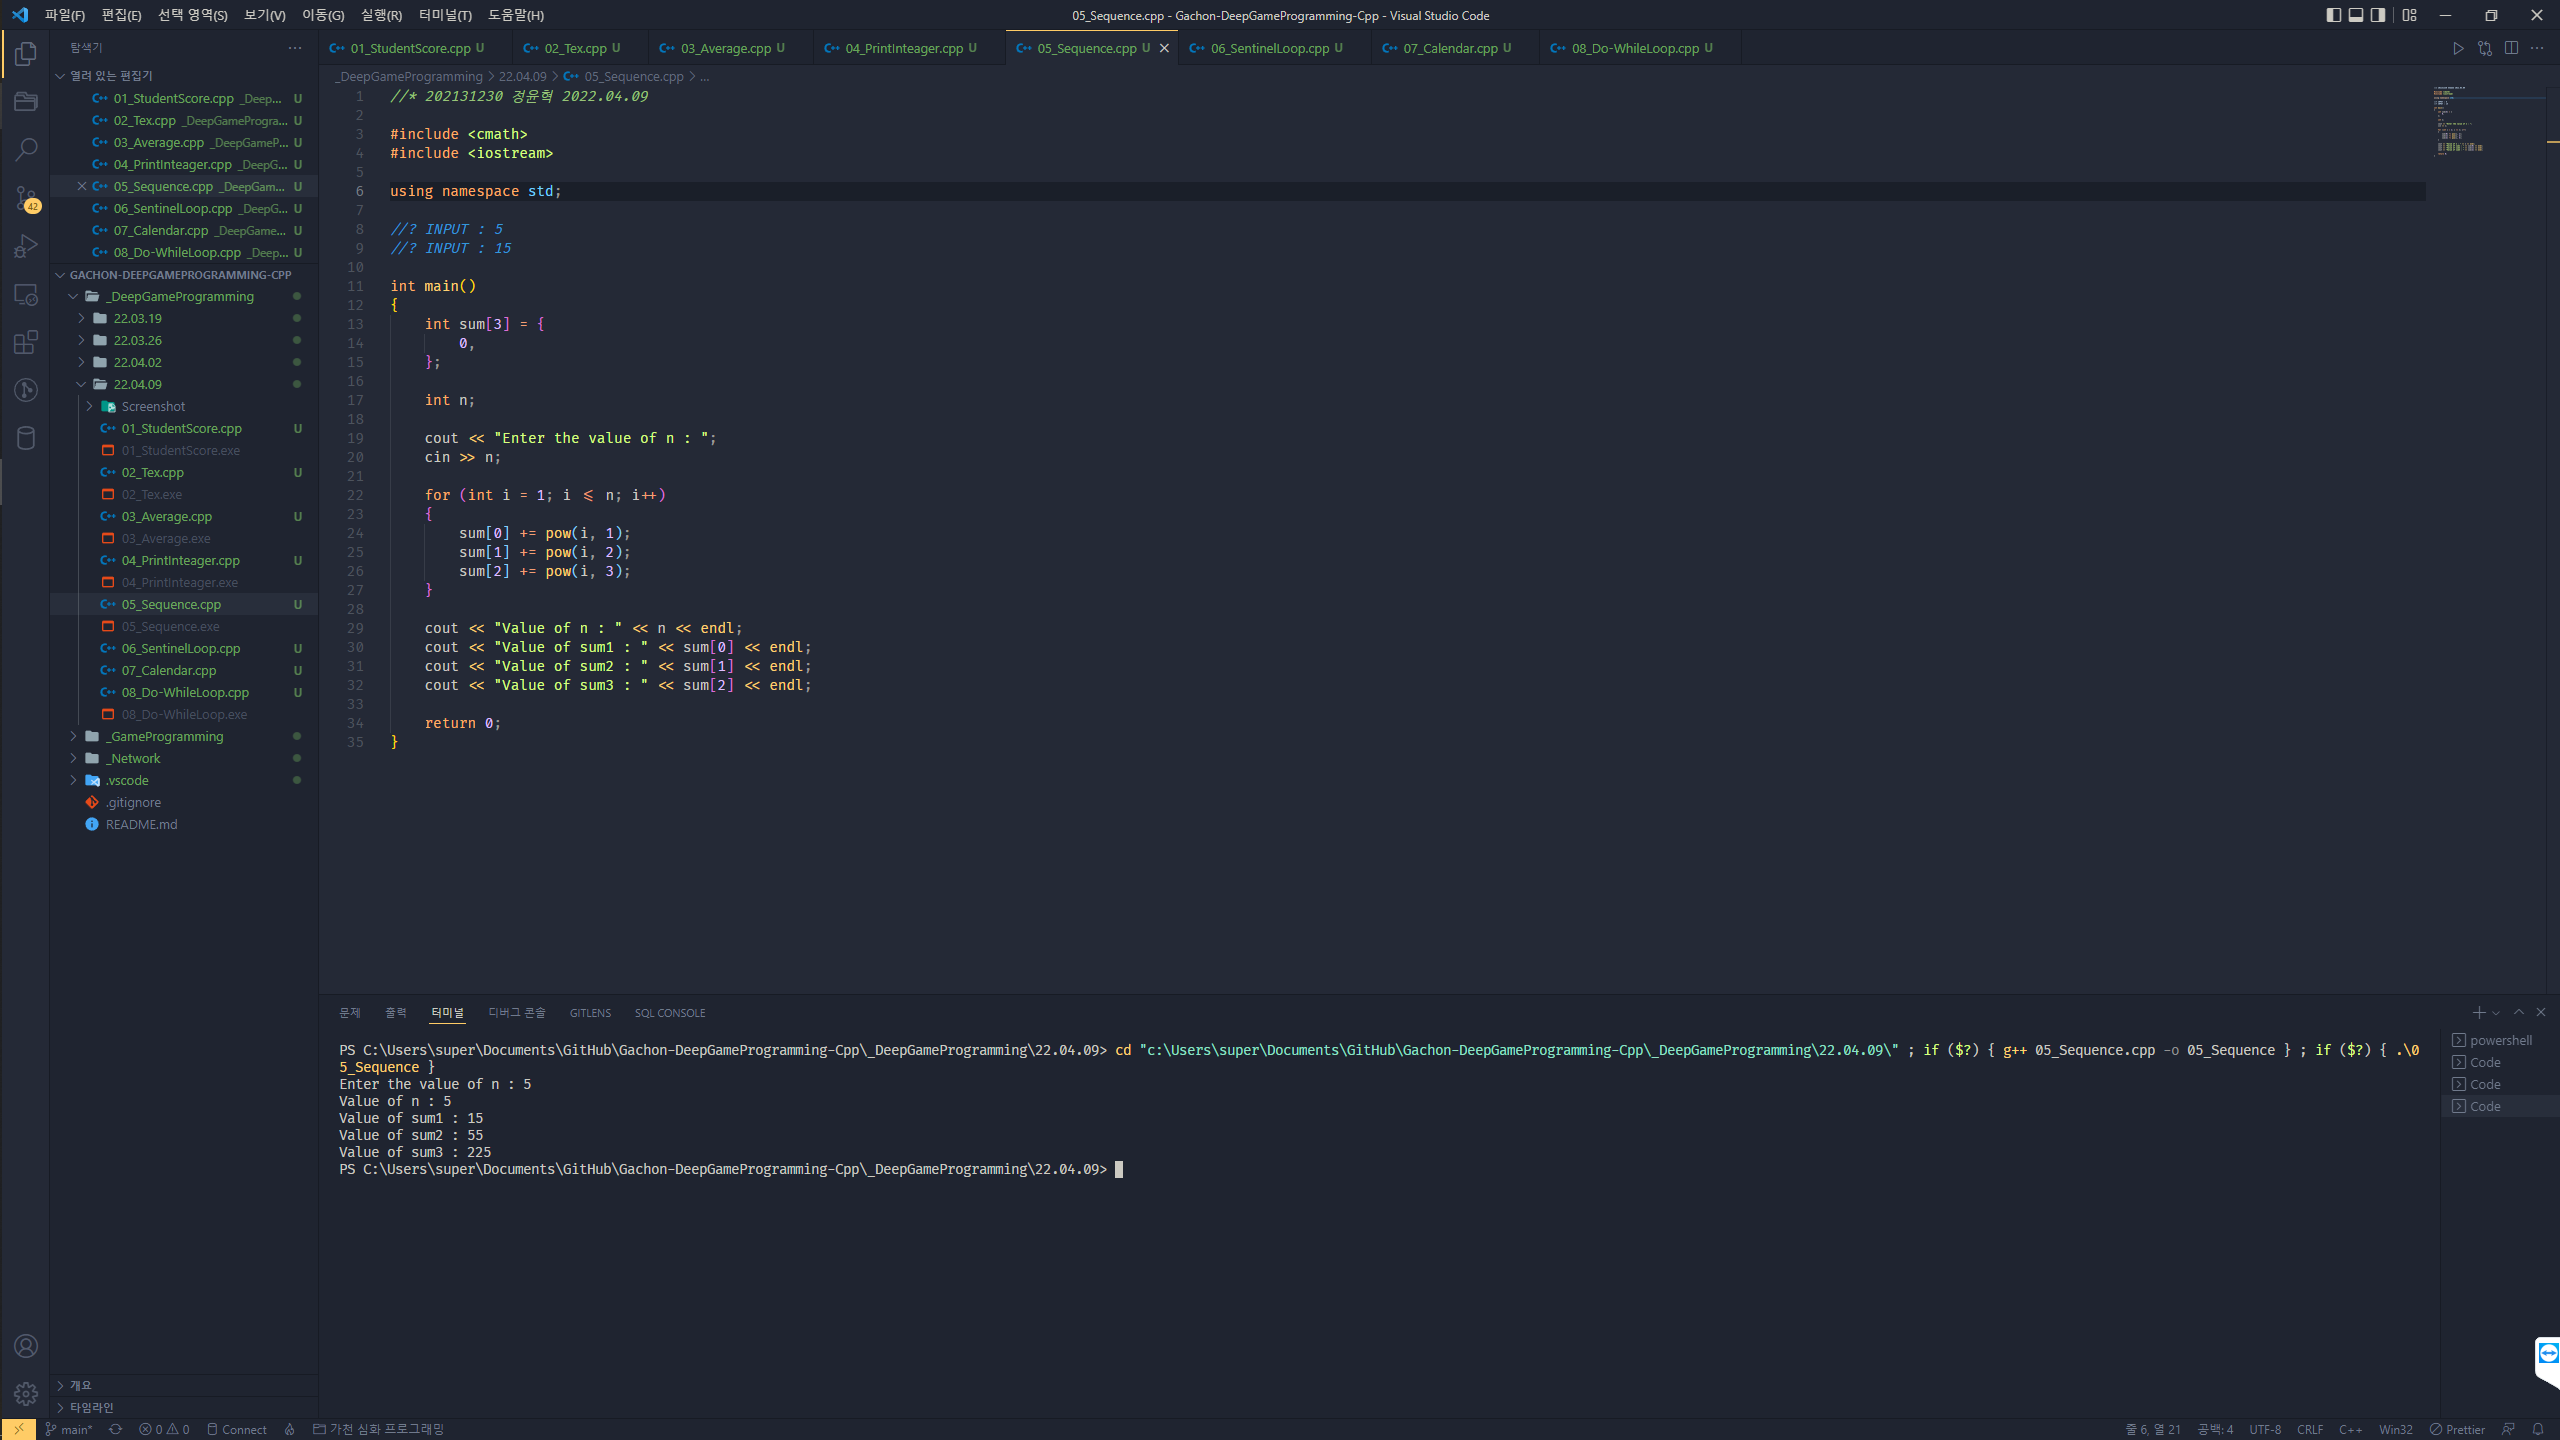 파일(F) 편집(E) 선택 영역(S) 보기(V) 이동(G) 실행(R) 터미널(T) 도움말(H)
05_Sequence.cpp - Gachon-DeepGameProgramming-Cpp - Visual Studio Code
탐색기
열려 있는 편집기
01_StudentScore.cpp _Deep... U
02_Tex.cpp _DeepGameProgra... U
03_Average.cpp _DeepGameP... U
04_PrintInteager.cpp _DeepG... U
05_Sequence.cpp _DeepGam... U
06_SentinelLoop.cpp _DeepG... U
07_Calendar.cpp _DeepGame... U
08_Do-WhileLoop.cpp _Deep... U
GACHON-DEEPGAMEPROGRAMMING-CPP
_DeepGameProgramming
22.03.19
22.03.26
22.04.02
22.04.09
Screenshot
01_StudentScore.cpp U
01_StudentScore.exe
02_Tex.cpp U
02_Tex.exe
03_Average.cpp U
03_Average.exe
04_PrintInteager.cpp U
04_PrintInteager.exe
05_Sequence.cpp U
05_Sequence.exe
06_SentinelLoop.cpp U
07_Calendar.cpp U
08_Do-WhileLoop.cpp U
08_Do-WhileLoop.exe
_GameProgramming
_Network
.vscode
.gitignore
README.md
개요
타임라인
42
01_StudentScore.cpp U 02_Tex.cpp U 03_Average.cpp U 04_PrintInteager.cpp U 05_Sequence.cpp U 06_SentinelLoop.cpp U 07_Calendar.cpp U 08_Do-WhileLoop.cpp U
_DeepGameProgramming > 22.04.09 > 05_Sequence.cpp > ...
1 //* 202131230 정윤혁 2022.04.09
2
3 #include <cmath>
4 #include <iostream>
5
6 using namespace std;
7
8 //? INPUT : 5
9 //? INPUT : 15
10
11 int main()
12 {
13 int sum[3] = {
14 0,
15 };
16
17 int n;
18
19 cout << "Enter the value of n : ";
20 cin >> n;
21
22 for (int i = 1; i <= n; i++)
23 {
24 sum[0] += pow(i, 1);
25 sum[1] += pow(i, 2);
26 sum[2] += pow(i, 3);
27 }
28
29 cout << "Value of n : " << n << endl;
30 cout << "Value of sum1 : " << sum[0] << endl;
31 cout << "Value of sum2 : " << sum[1] << endl;
32 cout << "Value of sum3 : " << sum[2] << endl;
33
34 return 0;
35 }
문제 출력 터미널 디버그 콘솔 GITLENS SQL CONSOLE
PS C:\Users\super\Documents\GitHub\Gachon-DeepGameProgramming-Cpp\_DeepGameProgramming\22.04.09> cd "c:\Users\super\Documents\GitHub\Gachon-DeepGameProgramming-Cpp\_DeepGameProgramming\22.04.09\" ; if ($?) { g++ 05_Sequence.cpp -o 05_Sequence } ; if ($?) { .\0
5_Sequence }
Enter the value of n : 5
Value of n : 5
Value of sum1 : 15
Value of sum2 : 55
Value of sum3 : 225
PS C:\Users\super\Documents\GitHub\Gachon-DeepGameProgramming-Cpp\_DeepGameProgramming\22.04.09>
powershell
Code
Code
Code
main* 0 0 Connect 가천 심화 프로그래밍
줄 6, 열 21 공백: 4 UTF-8 CRLF C++ Win32 Prettier